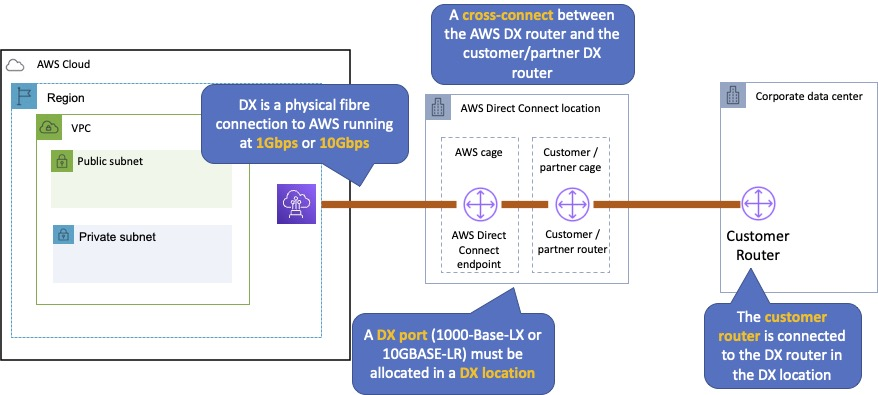 A cross-connect between
the AWS DX router and the
customer/partner DX
router
AWS Cloud
Region
VPC
Public subnet
Private subnet
DX is a physical fibre
connection to AWS running
at 1Gbps or 10Gbps
AWS Direct Connect location
AWS cage
AWS Direct
Connect
endpoint
Customer /
partner cage
Customer /
partner router
Corporate data center
Customer
Router
A DX port (1000-Base-LX or
10GBASE-LR) must be
allocated in a DX location
The customer
router is connected
to the DX router in
the DX location